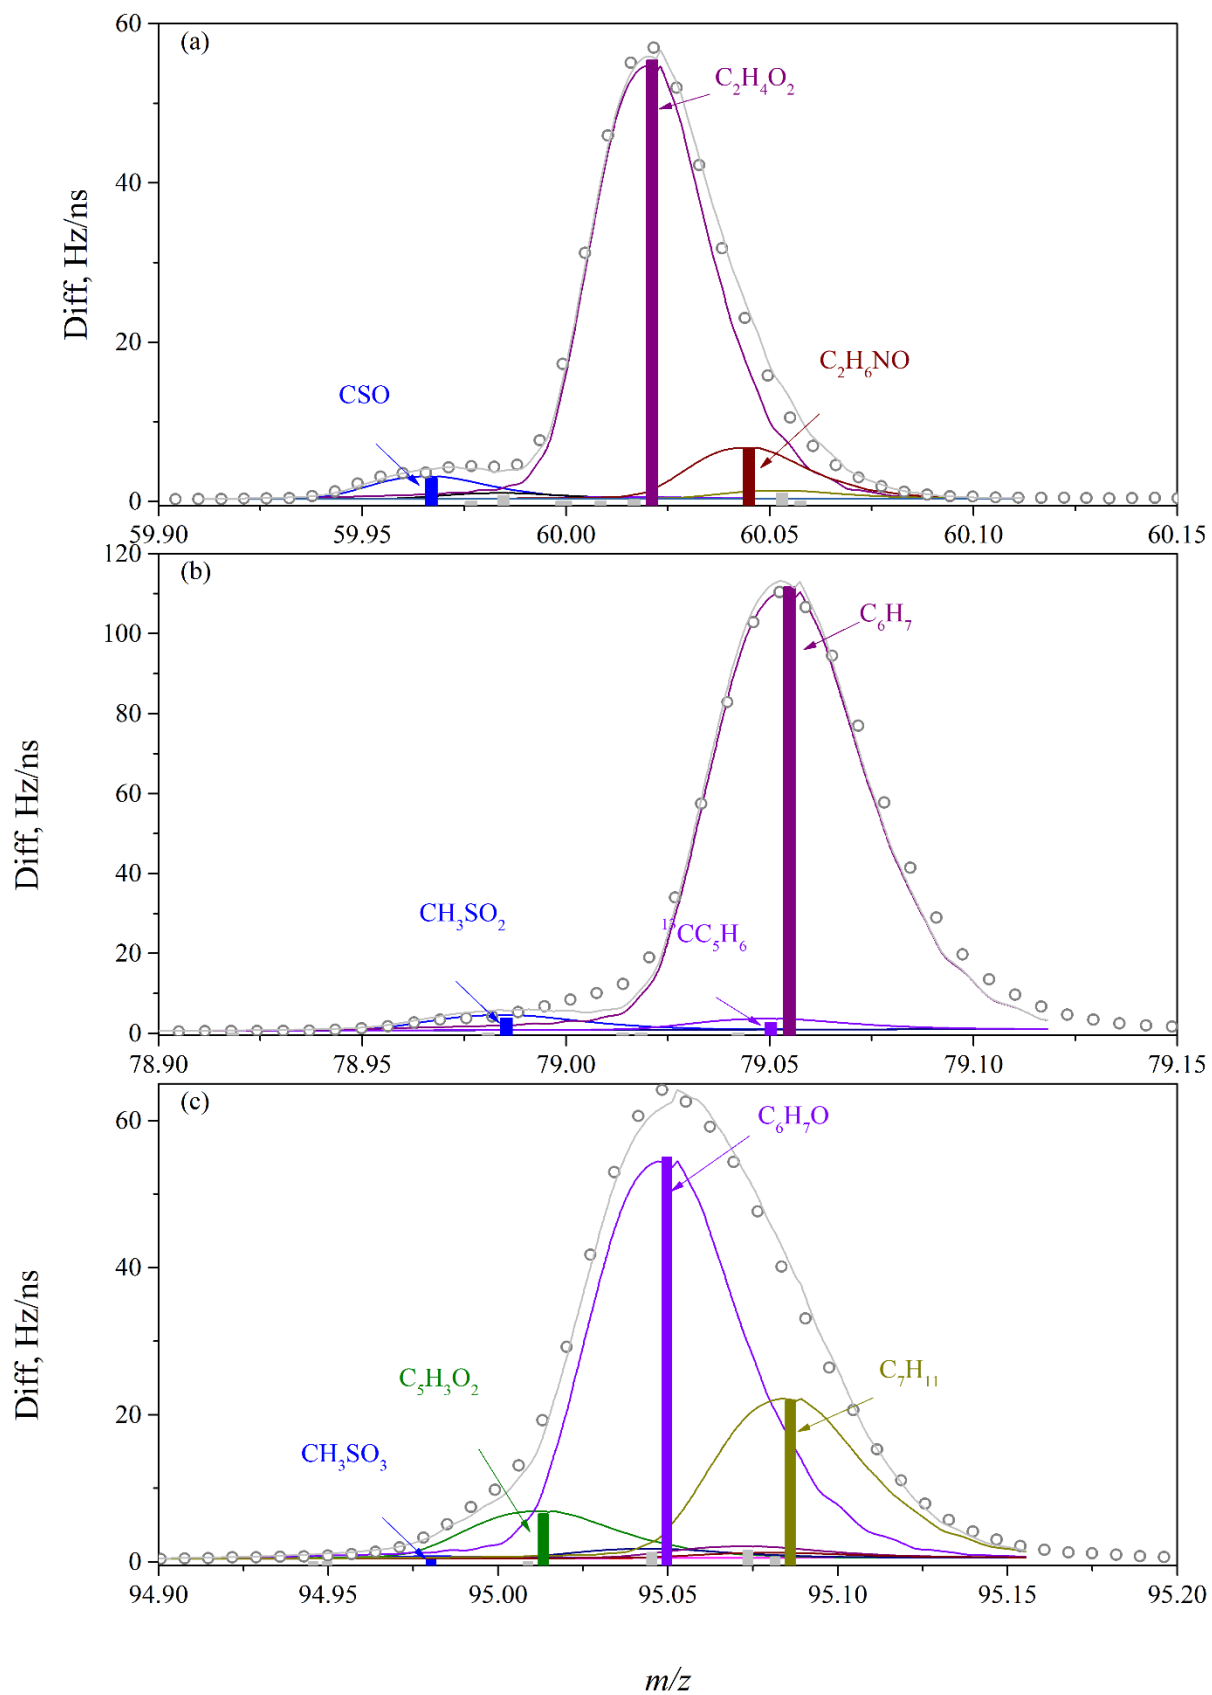 60
(a)
C₂H₄O₂
40
Diff, Hz/ns
C₂H₆NO
CSO
20
0
59.90 59.95 60.00 60.05 60.10 60.15
120
(b)
C₆H₇
100
80
Diff, Hz/ns
60
40
CH₃SO₂
¹³CC₅H₆
20
0
78.90 78.95 79.00 79.05 79.10 79.15
(c)
C₆H₇O
60
40
Diff, Hz/ns
C₅H₃O₂
C₇H₁₁
20
CH₃SO₃
0
94.90 94.95 95.00 95.05 95.10 95.15 95.20
m/z